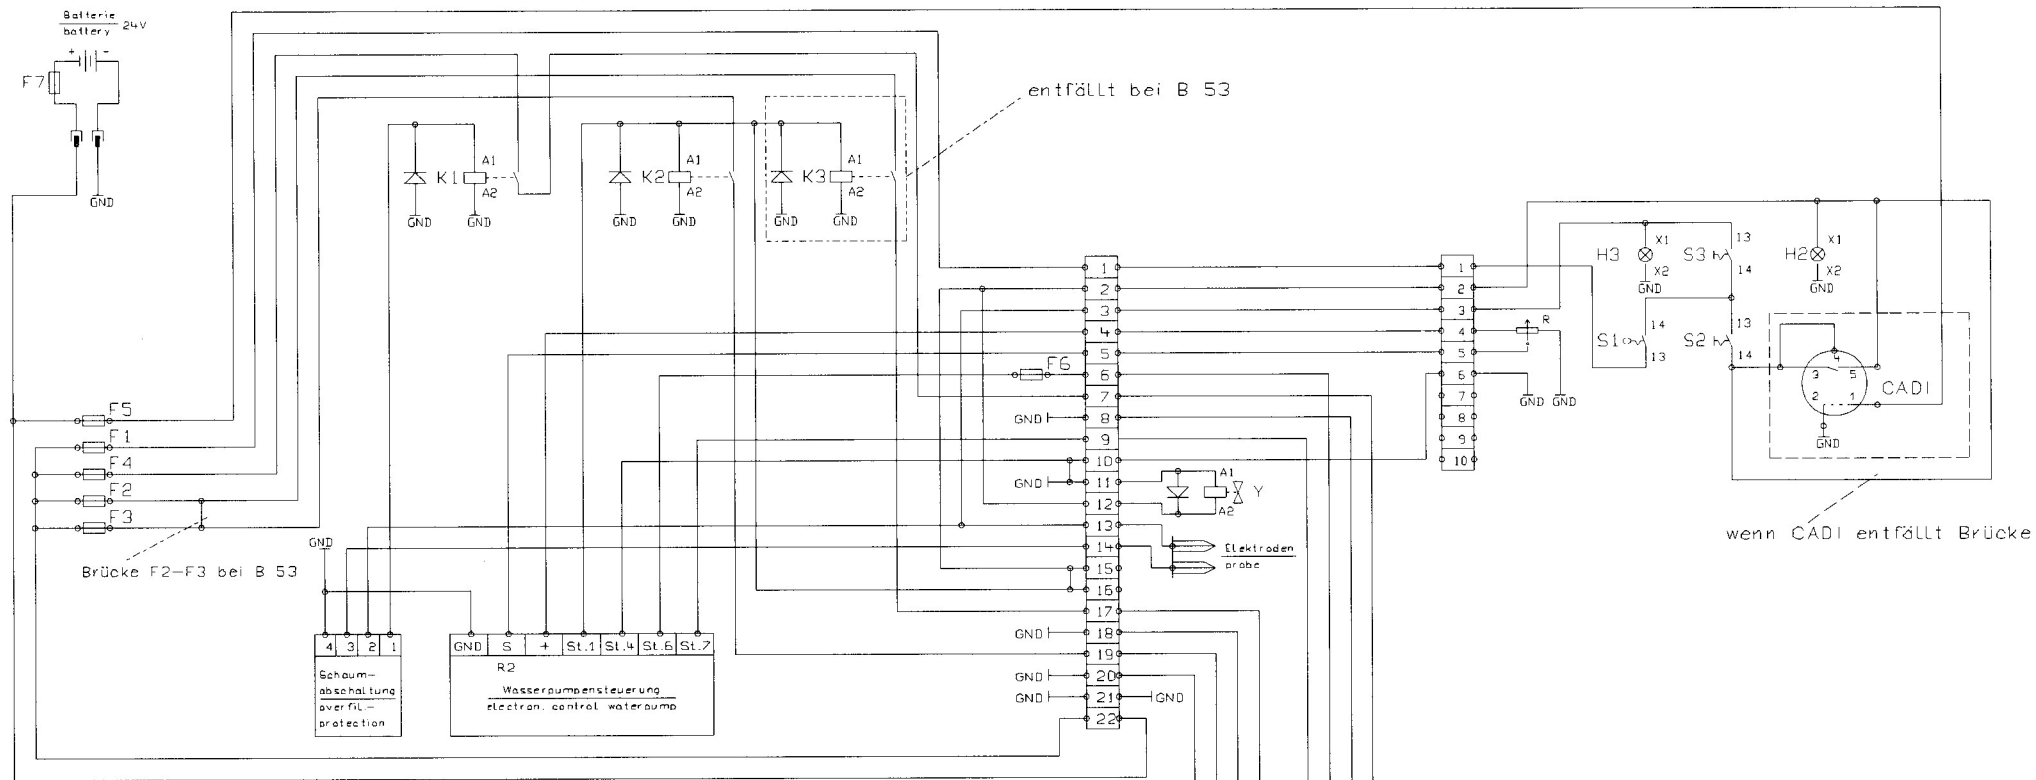 Batterie
battery 24V
+ -
F7
GND
entfällt bei B 53
K1
A1
A2
GND GND
K2
A1
A2
GND GND
K3
A1
A2
GND GND
F5
F1
F4
F2
F3
Brücke F2-F3 bei B 53
GND
4 3 2 1
Schaum-
abschaltung
overfil.-
protection
GND S + St.1 St.4 St.6 St.7
R2
Wasserpumpensteuerung
electron. control waterpump
F6
1
2
3
4
5
6
7
GND 8
9
10
GND 11
12
13
14
15
16
17
GND 18
19
GND 20
GND 21 GND
22
A1
Y
A2
Elektroden
probe
1
2
3
4
5
6
7
8
9
10
R
GND GND
H3
X1
X2
GND
S3
13
14
H2
X1
X2
GND
S1
14
13
S2
13
14
4
3 5
2 1
CADI
GND
wenn CADI entfällt Brücke